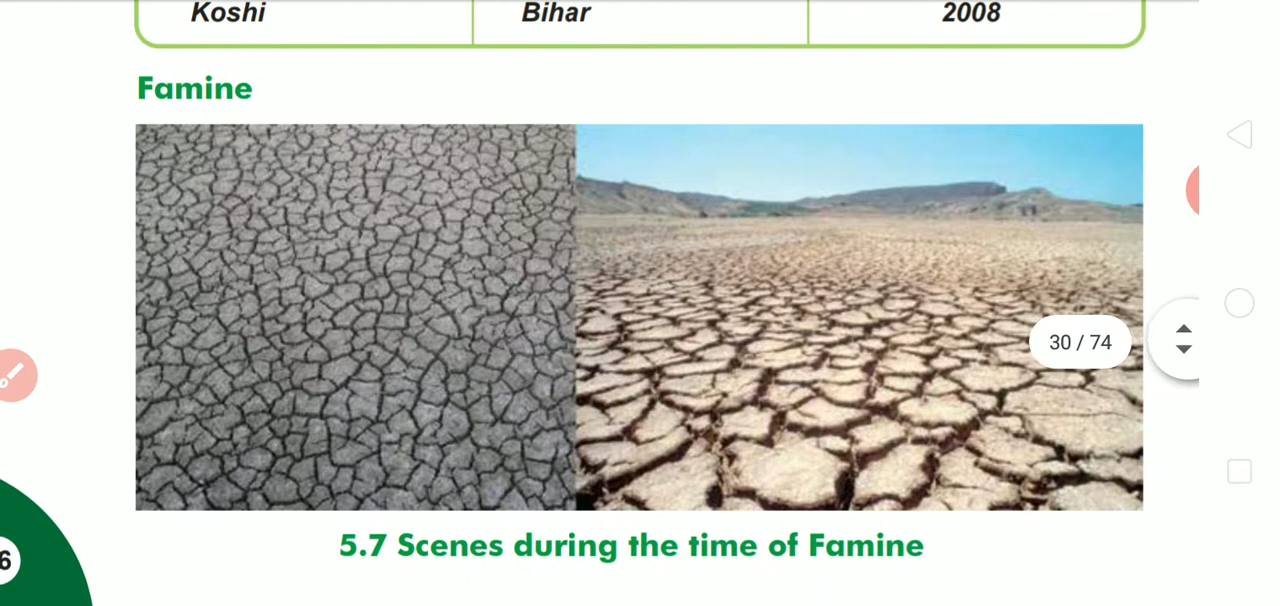 Koshi Bihar 2008
Famine
30 / 74
5.7 Scenes during the time of Famine
6